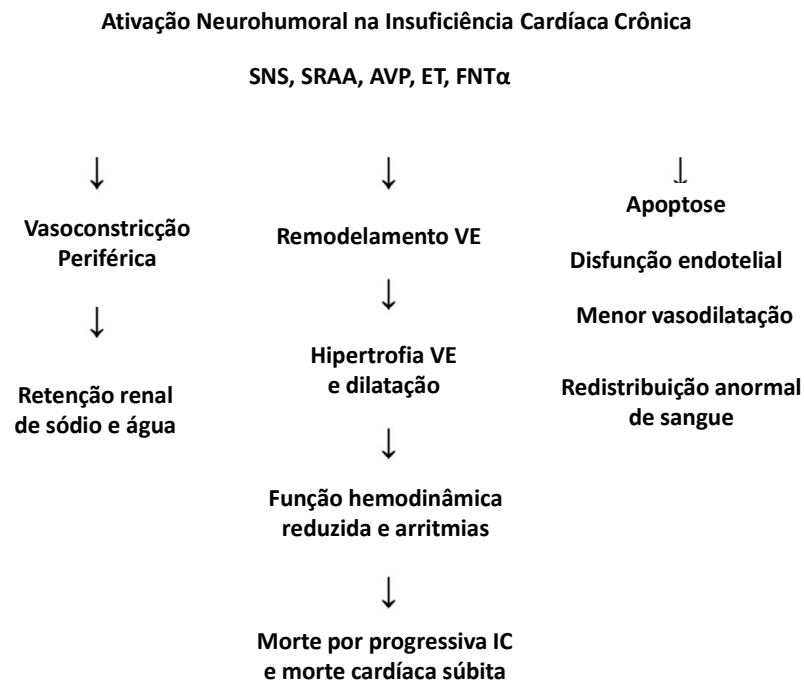 Ativação Neurohumoral na Insuficiência Cardíaca Crônica
SNS, SRAA, AVP, ET, FNTα
Vasoconstricção
Periférica
Retenção renal
de sódio e água
Remodelamento VE
Hipertrofia VE
e dilatação
Função hemodinâmica
reduzida e arritmias
Morte por progressiva IC
e morte cardíaca súbita
Apoptose
Disfunção endotelial
Menor vasodilatação
Redistribuição anormal
de sangue